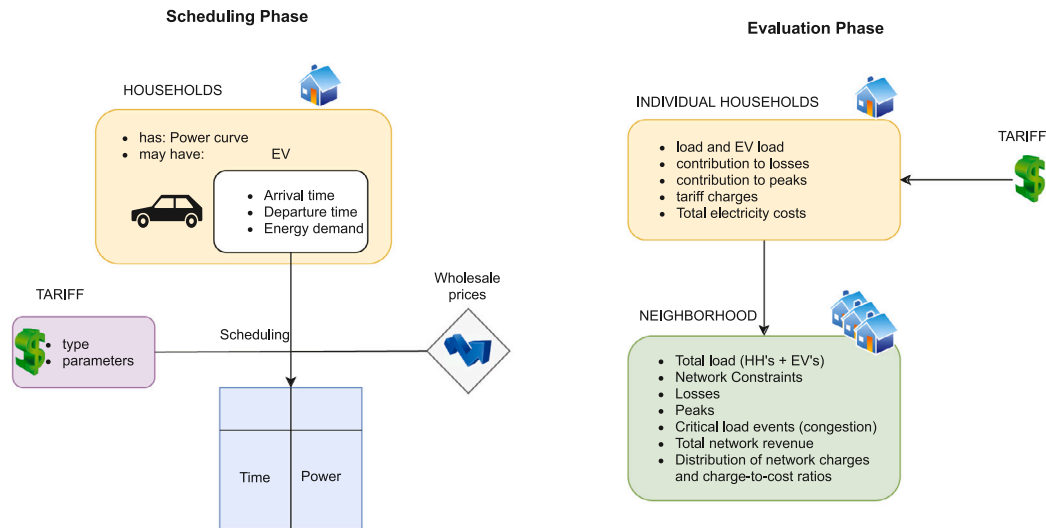 Scheduling Phase
HOUSEHOLDS
has: Power curve
may have: EV
Arrival time
Departure time
Energy demand
TARIFF
type
parameters
Scheduling
Wholesale
prices
Time
Power
Evaluation Phase
INDIVIDUAL HOUSEHOLDS
load and EV load
contribution to losses
contribution to peaks
tariff charges
Total electricity costs
TARIFF
NEIGHBORHOOD
Total load (HH's + EV's)
Network Constraints
Losses
Peaks
Critical load events (congestion)
Total network revenue
Distribution of network charges
and charge-to-cost ratios